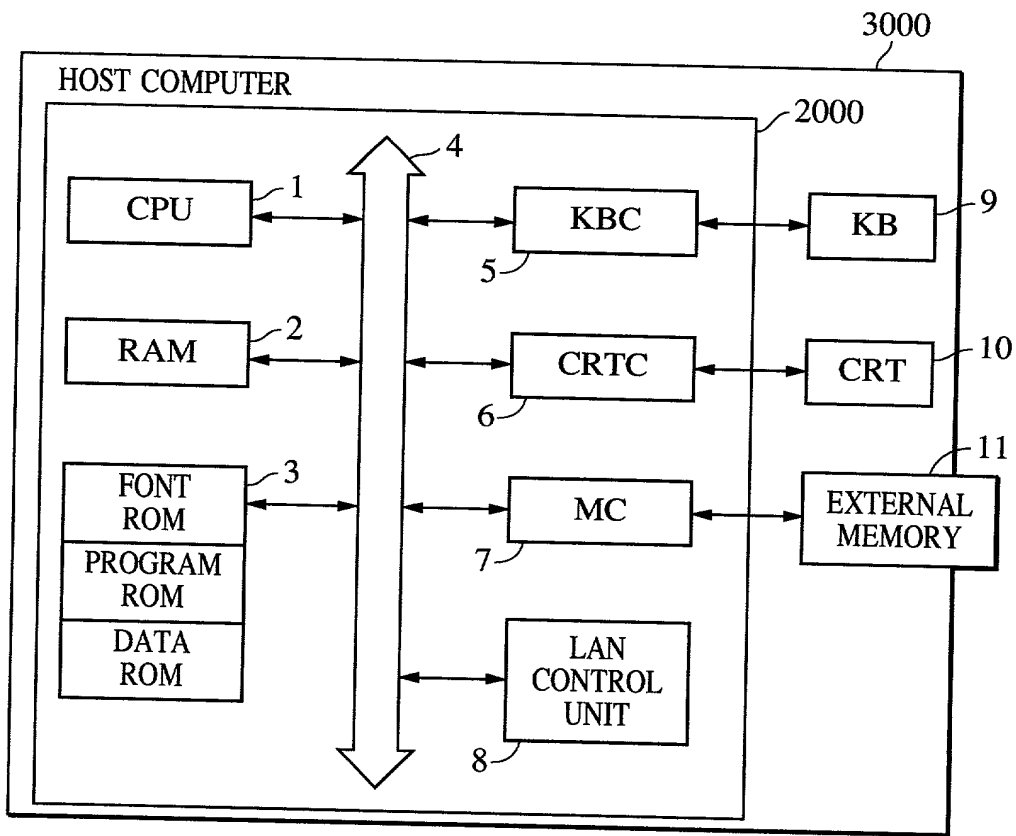 3000
HOST COMPUTER
2000
4
CPU
1
KBC
5
KB
9
RAM
2
CRTC
6
CRT
10
FONT
ROM
3
PROGRAM
ROM
DATA
ROM
MC
7
EXTERNAL
MEMORY
11
LAN
CONTROL
UNIT
8